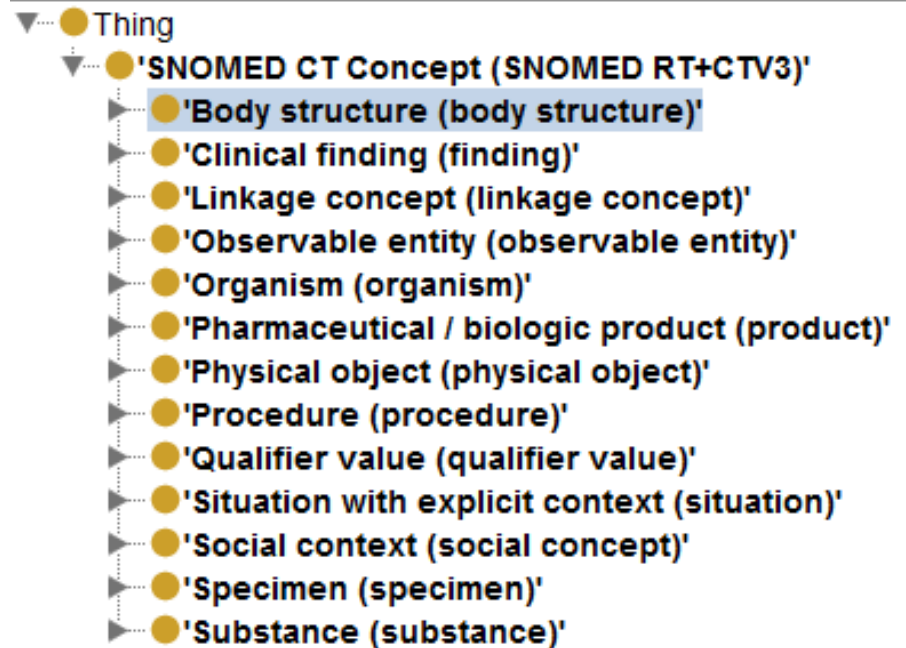 Thing
'SNOMED CT Concept (SNOMED RT+CTV3)'
'Body structure (body structure)'
'Clinical finding (finding)'
'Linkage concept (linkage concept)'
'Observable entity (observable entity)'
'Organism (organism)'
'Pharmaceutical / biologic product (product)'
'Physical object (physical object)'
'Procedure (procedure)'
'Qualifier value (qualifier value)'
'Situation with explicit context (situation)'
'Social context (social concept)'
'Specimen (specimen)'
'Substance (substance)'